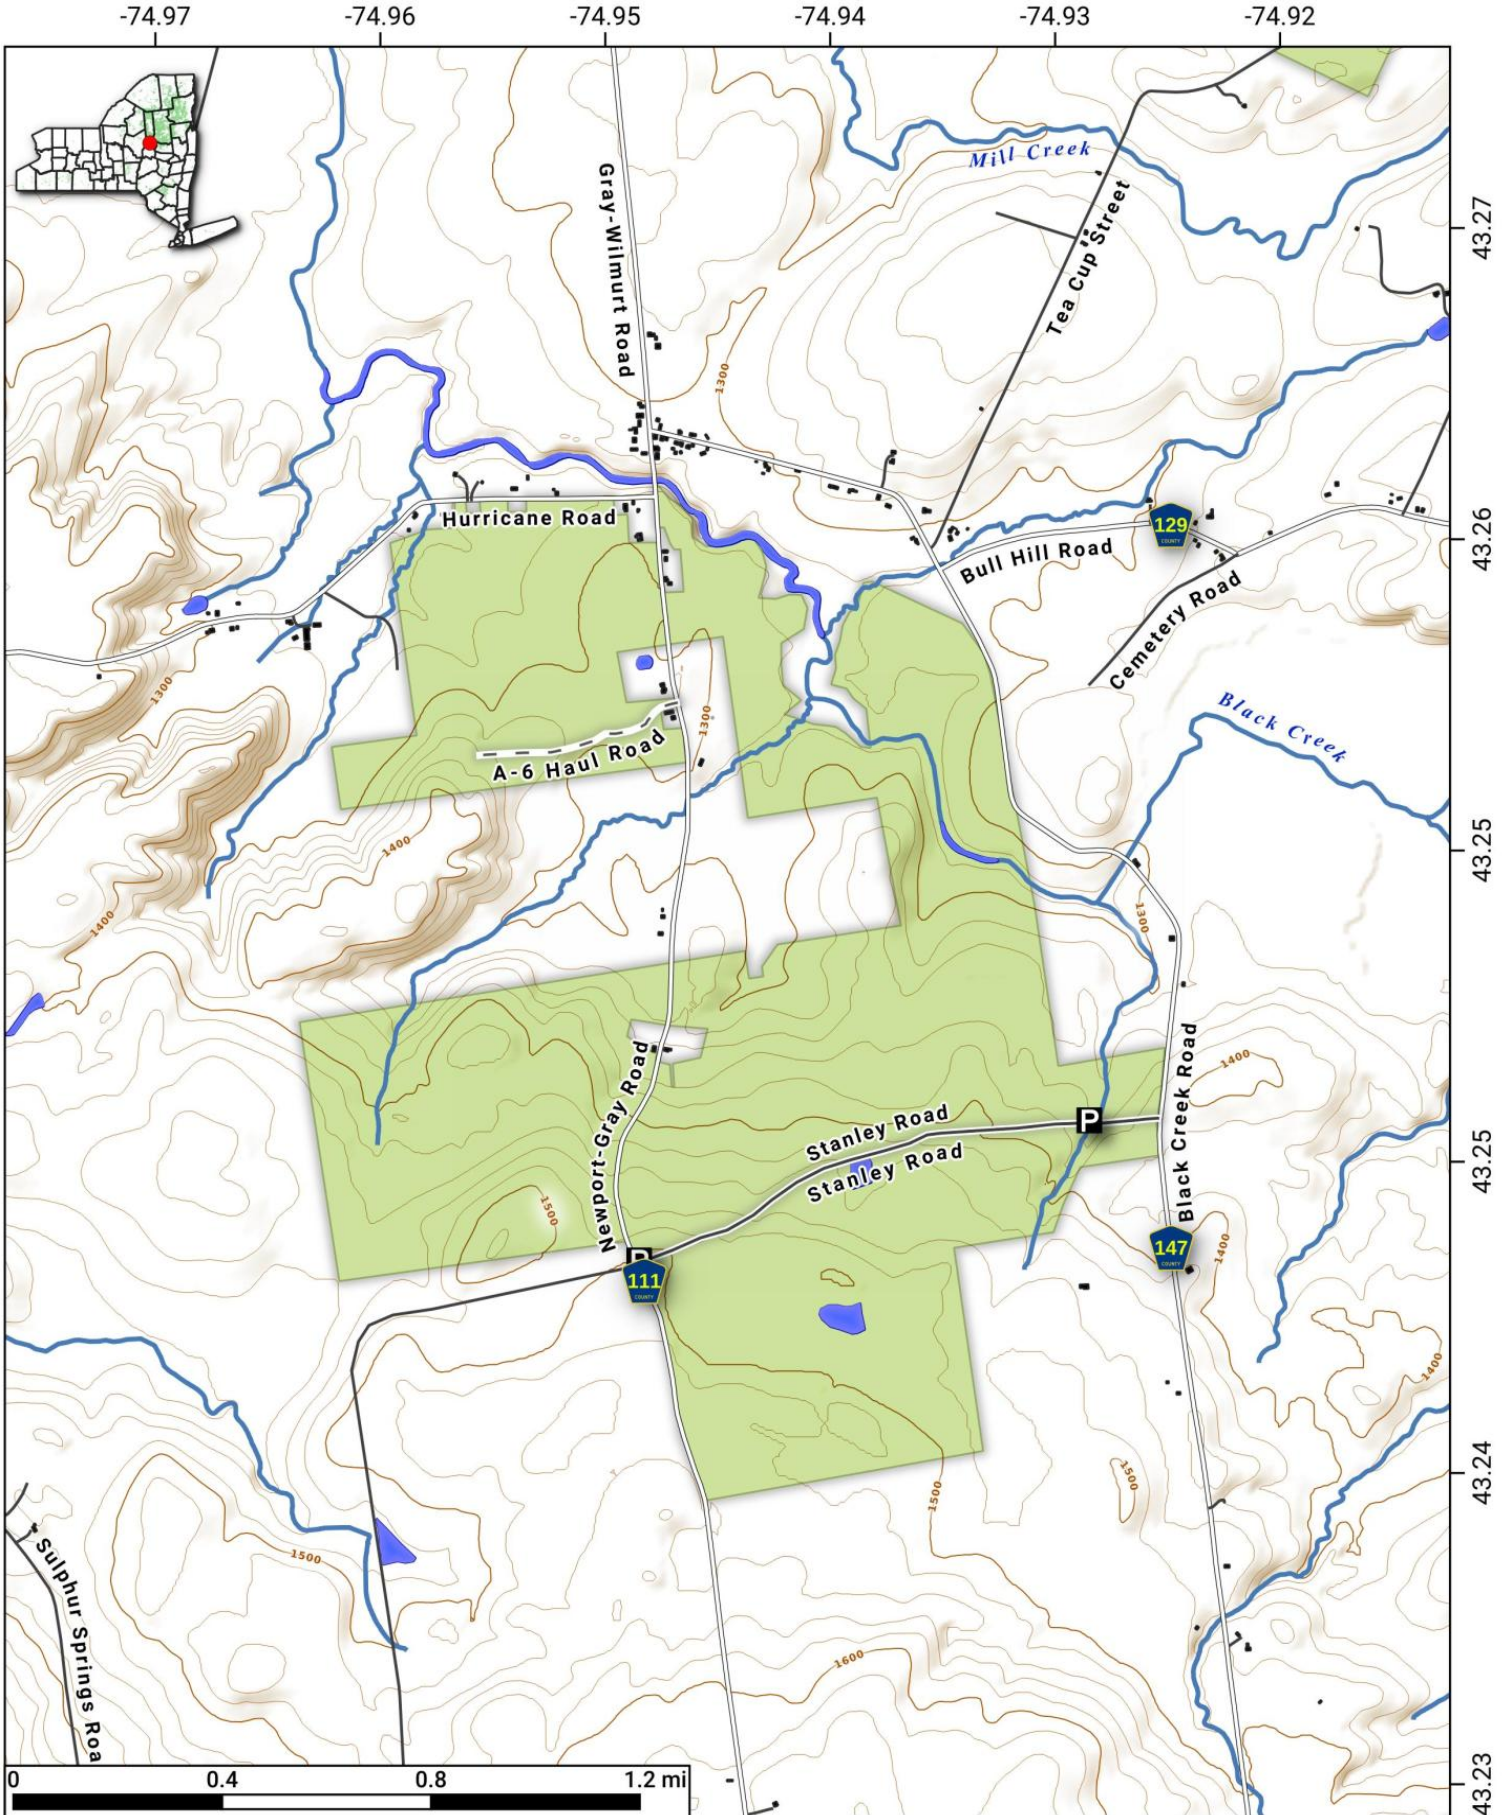 -74.97
-74.96
-74.95
-74.94
-74.93
-74.92
Mill Creek
Gray-Wilmurt Road
Tea Cup Street
43.27
1300
Hurricane Road
129
COUNTY
43.26
Bull Hill Road
Cemetery Road
1300
Black Creek
1300
A-6 Haul Road
1400
43.25
1400
1300
Newport-Gray Road
Black Creek Road
1400
Stanley Road
P
Stanley Road
43.25
1500
147
COUNTY
1400
P
111
COUNTY
1400
43.24
1500
1500
1500
Sulphur Springs Roa
1600
43.23
0
0.4
0.8
1.2 mi